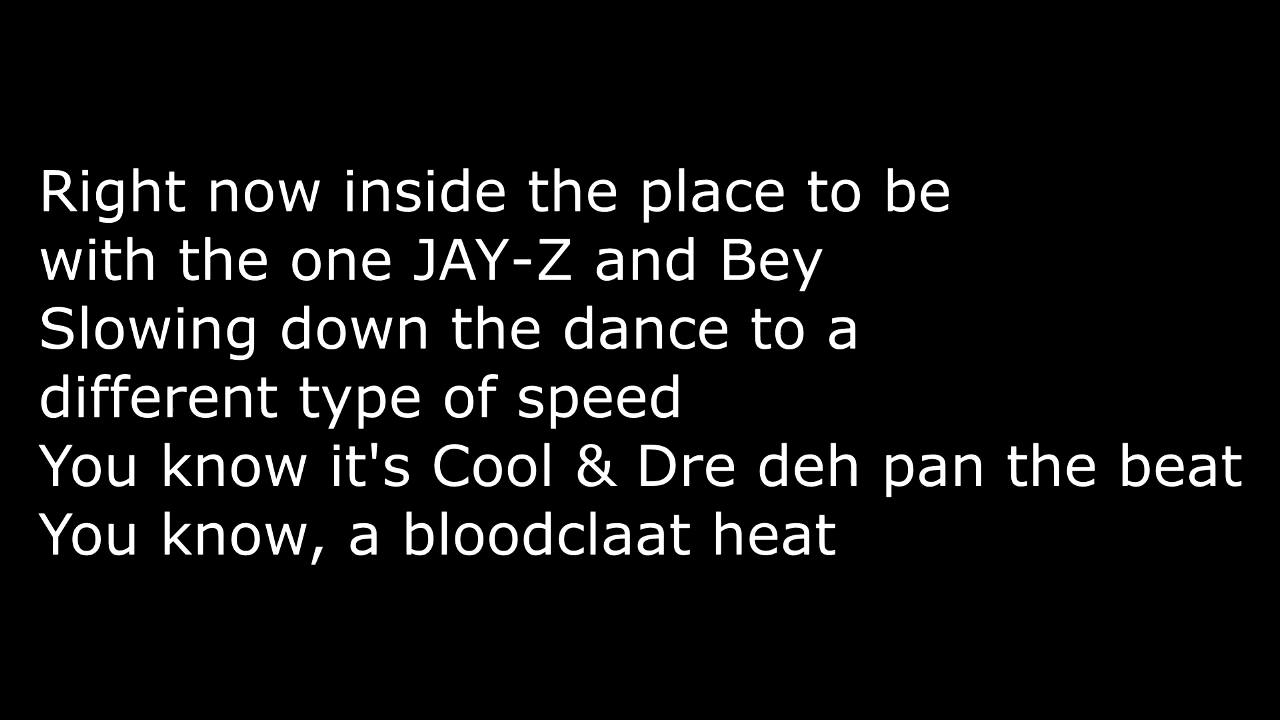 Right now inside the place to be
with the one JAY-Z and Bey
Slowing down the dance to a
different type of speed
You know it's Cool & Dre deh pan the beat
You know, a bloodclaat heat